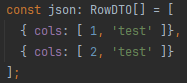 const json: RowDTO[] = [
{ cols: [ 1, 'test' ]},
{ cols: [ 2, 'test' ]}
];